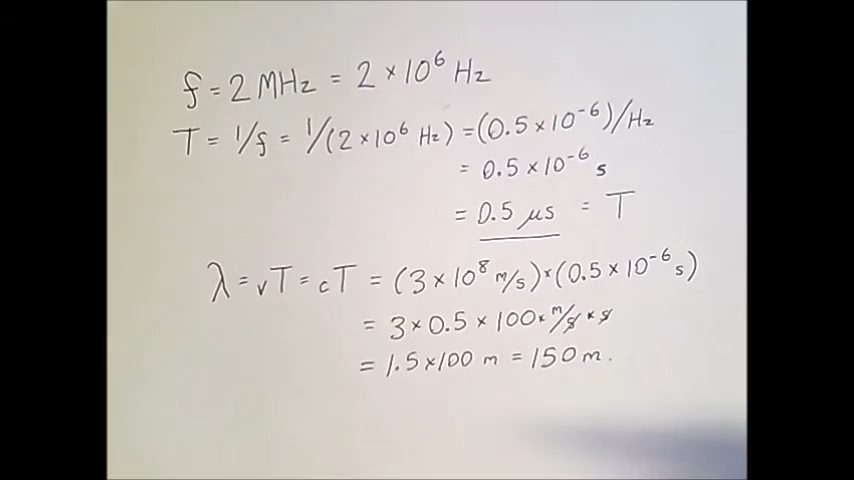 f = 2 MHz = 2 × 10⁶ Hz
T = 1/f = 1/(2 × 10⁶ Hz) = (0.5 × 10⁻⁶)/Hz
= 0.5 × 10⁻⁶ s
= 0.5 μs = T
λ = vT = cT = (3 × 10⁸ m/s) × (0.5 × 10⁻⁶ s)
= 3 × 0.5 × 100 × m/s × s
= 1.5 × 100 m = 150 m.